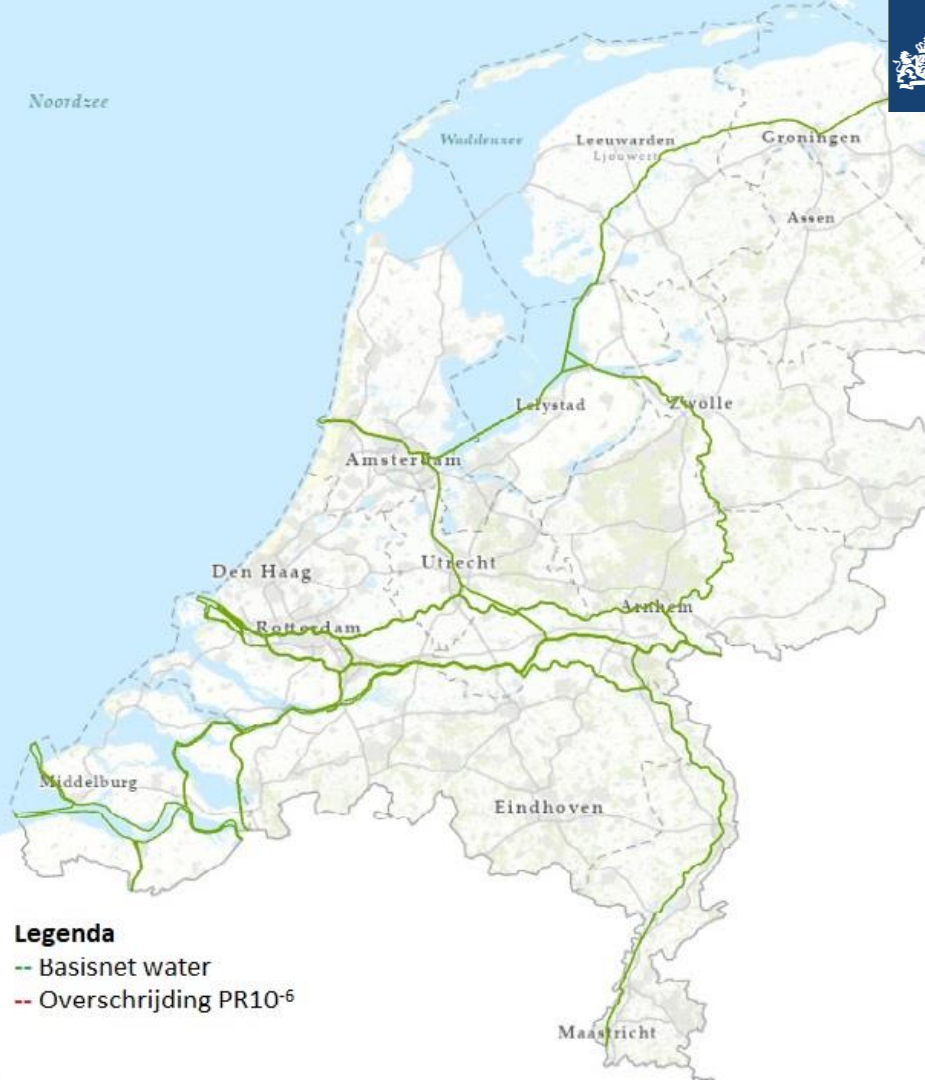 Noordzee
Waddenzee
Leeuwarden
Ljouwert
Groningen
Assen
Lelystad
Zwolle
Amsterdam
Den Haag
Utrecht
Arnhem
Rotterdam
Middelburg
Eindhoven
Legenda
-- Basisnet water
-- Overschrijding PR10-6
Maastricht